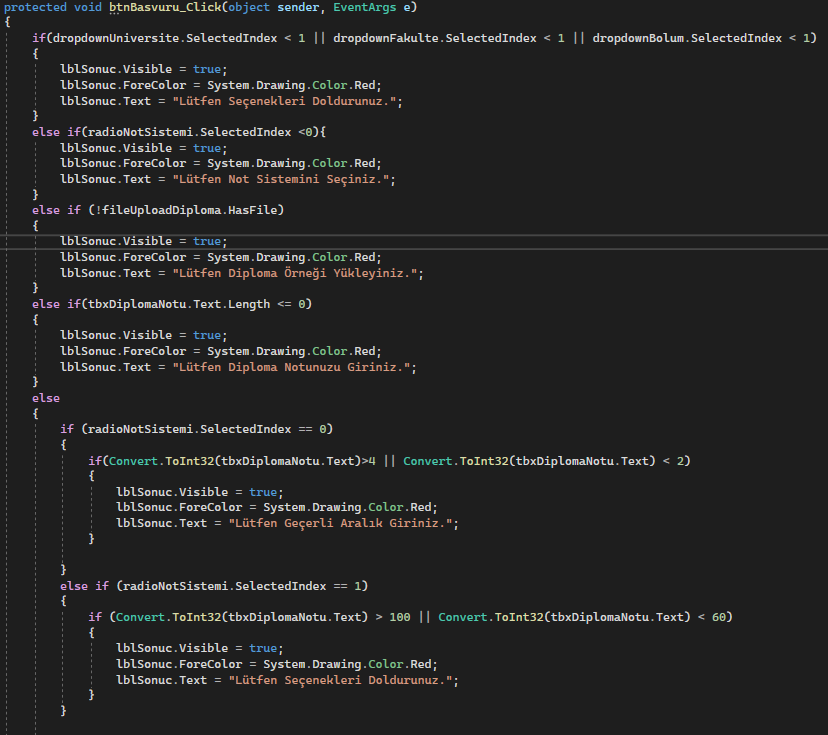 protected void btnBasvuru_Click(object sender, EventArgs e)
{
if(dropdownUniversite.SelectedIndex < 1 || dropdownFakulte.SelectedIndex < 1 || dropdownBolum.SelectedIndex < 1)
{
lblSonuc.Visible = true;
lblSonuc.ForeColor = System.Drawing.Color.Red;
lblSonuc.Text = "Lütfen Seçenekleri Doldurunuz.";
}
else if(radioNotSistemi.SelectedIndex <0){
lblSonuc.Visible = true;
lblSonuc.ForeColor = System.Drawing.Color.Red;
lblSonuc.Text = "Lütfen Not Sistemini Seçiniz.";
}
else if (!fileUploadDiploma.HasFile)
{
lblSonuc.Visible = true;
lblSonuc.ForeColor = System.Drawing.Color.Red;
lblSonuc.Text = "Lütfen Diploma Örneği Yükleyiniz.";
}
else if(tbxDiplomaNotu.Text.Length <= 0)
{
lblSonuc.Visible = true;
lblSonuc.ForeColor = System.Drawing.Color.Red;
lblSonuc.Text = "Lütfen Diploma Notunuzu Giriniz.";
}
else
{
if (radioNotSistemi.SelectedIndex == 0)
{
if(Convert.ToInt32(tbxDiplomaNotu.Text)>4 || Convert.ToInt32(tbxDiplomaNotu.Text) < 2)
{
lblSonuc.Visible = true;
lblSonuc.ForeColor = System.Drawing.Color.Red;
lblSonuc.Text = "Lütfen Geçerli Aralık Giriniz.";
}
}
else if (radioNotSistemi.SelectedIndex == 1)
{
if (Convert.ToInt32(tbxDiplomaNotu.Text) > 100 || Convert.ToInt32(tbxDiplomaNotu.Text) < 60)
{
lblSonuc.Visible = true;
lblSonuc.ForeColor = System.Drawing.Color.Red;
lblSonuc.Text = "Lütfen Seçenekleri Doldurunuz.";
}
}